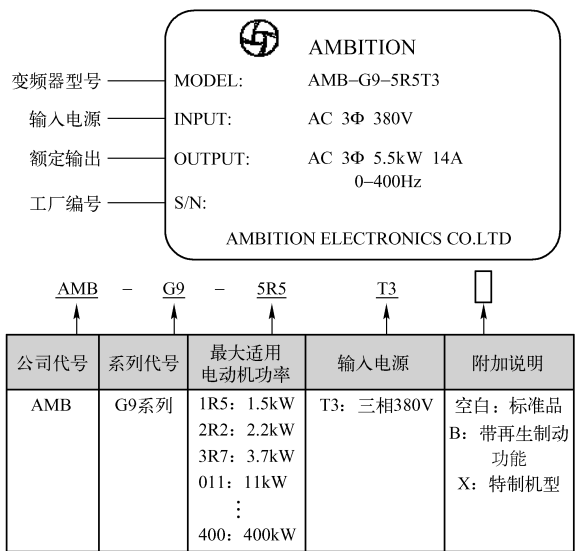 AMBITION
变频器型号 MODEL: AMB-G9-5R5T3
输入电源 INPUT: AC 3Φ 380V
额定输出 OUTPUT: AC 3Φ 5.5kW 14A
0-400Hz
工厂编号 S/N:
AMBITION ELECTRONICS CO.LTD
AMB - G9 - 5R5 T3
公司代号 系列代号 最大适用 输入电源 附加说明
电动机功率
AMB G9系列 1R5：1.5kW T3：三相380V 空白：标准品
2R2：2.2kW B：带再生制动
3R7：3.7kW 功能
011：11kW X：特制机型
⋮
400：400kW